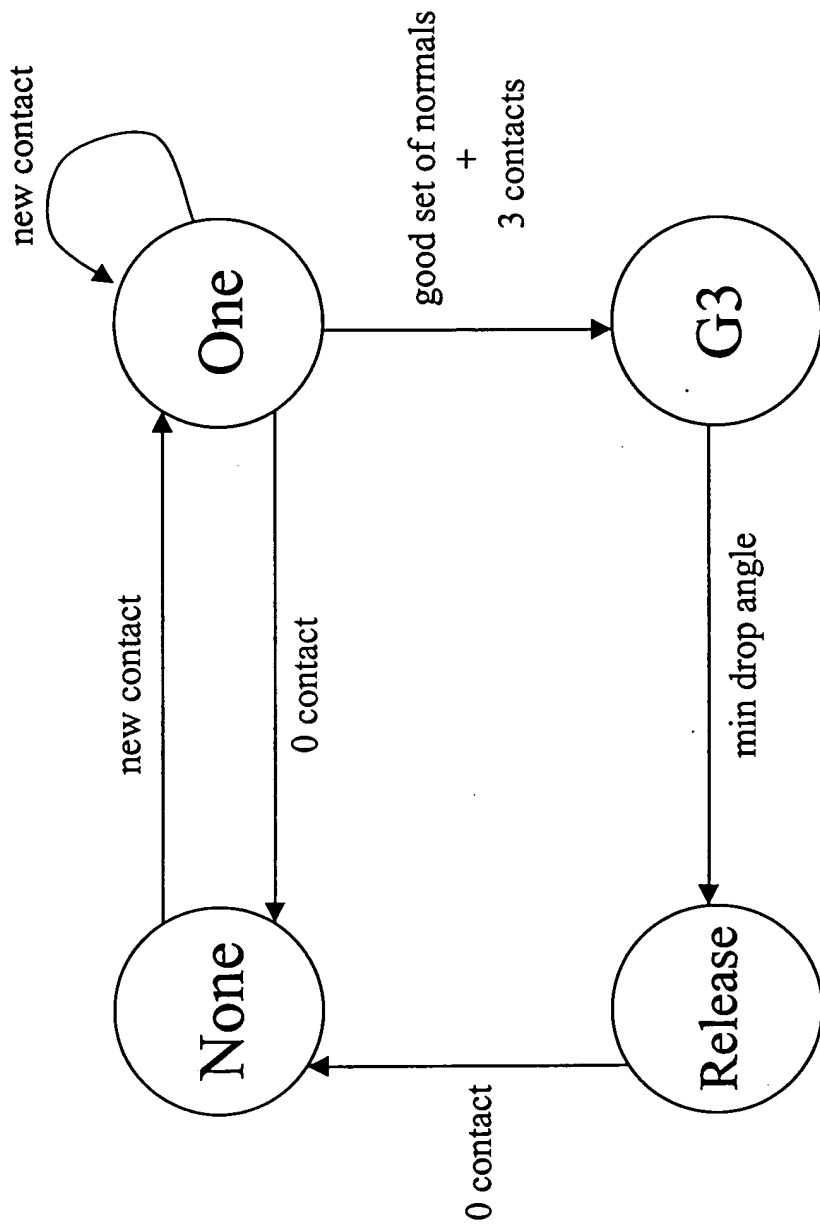 new contact
new contact
None
One
0 contact
good set of normals
+
3 contacts
0 contact
Release
G3
min drop angle